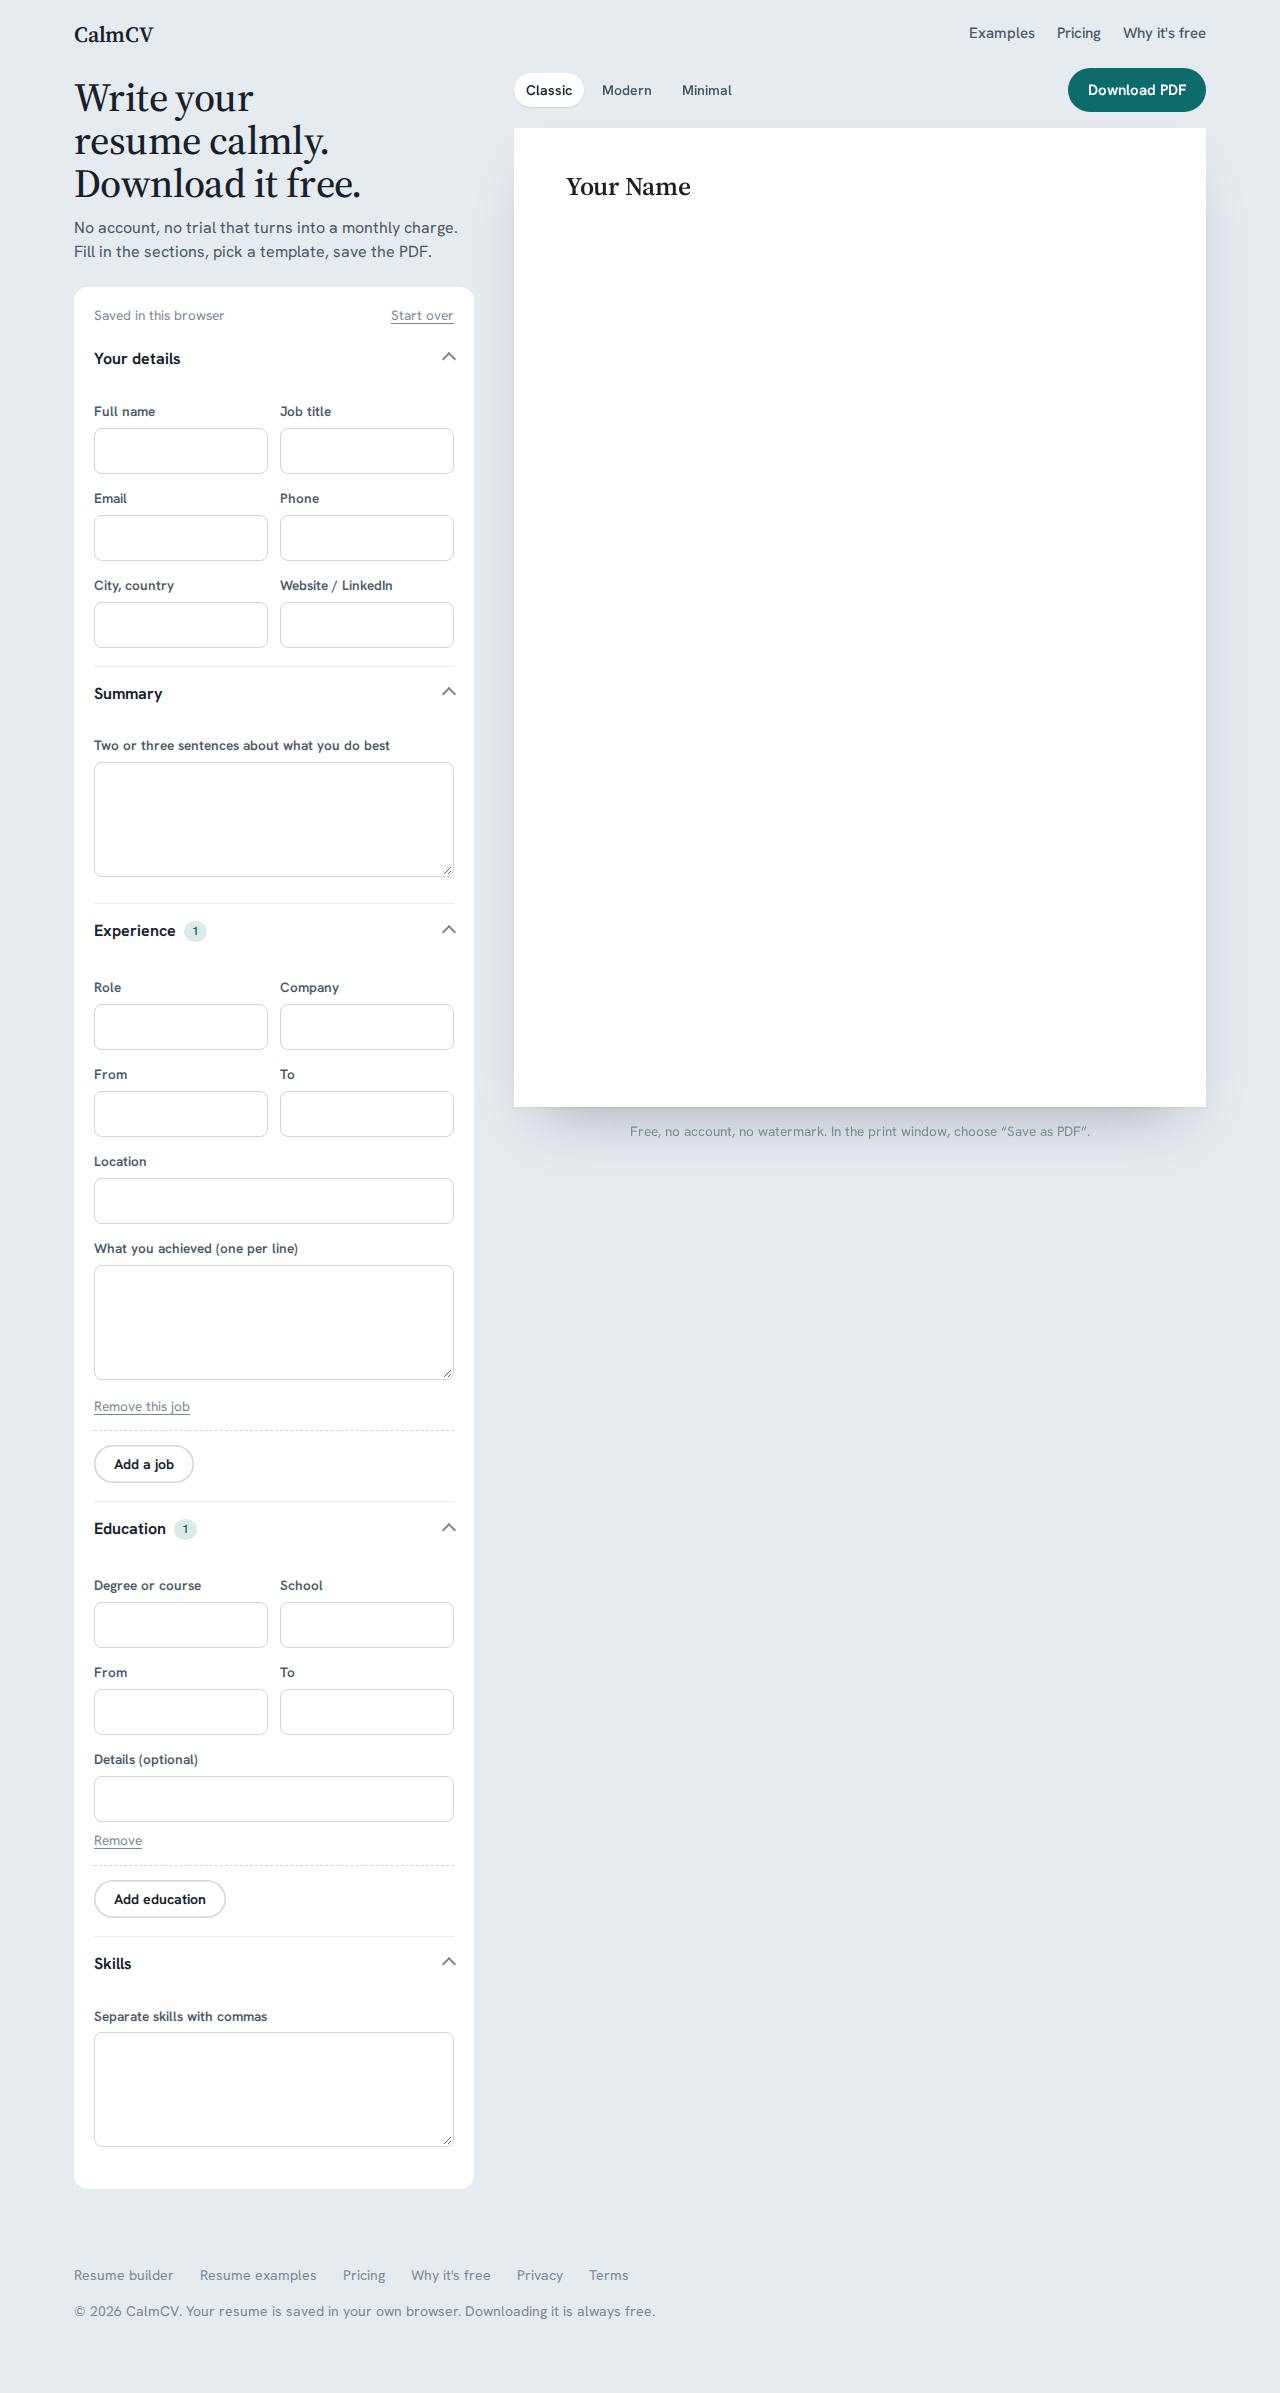 CalmCV
Examples Pricing Why it's free
Write your
resume calmly.
Download it free.
No account, no trial that turns into a monthly charge.
Fill in the sections, pick a template, save the PDF.
Classic Modern Minimal
Download PDF
Your Name
Saved in this browser Start over
Your details
Full name Job title
Email Phone
City, country Website / LinkedIn
Summary
Two or three sentences about what you do best
Experience 1
Role Company
From To
Location
What you achieved (one per line)
Remove this job
Add a job
Education 1
Degree or course School
From To
Details (optional)
Remove
Add education
Skills
Separate skills with commas
Free, no account, no watermark. In the print window, choose “Save as PDF”.
Resume builder Resume examples Pricing Why it's free Privacy Terms
© 2026 CalmCV. Your resume is saved in your own browser. Downloading it is always free.